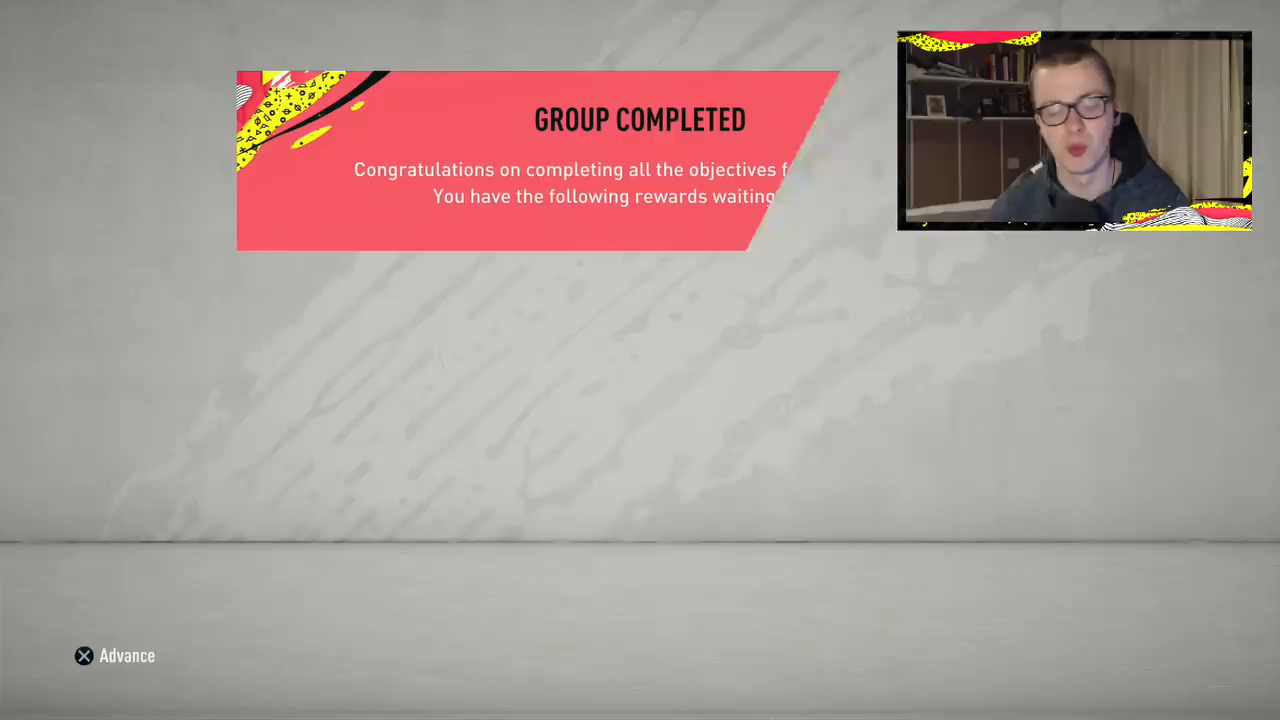 GROUP COMPLETED
Congratulations on completing all the objectives
You have the following rewards waiting
Advance